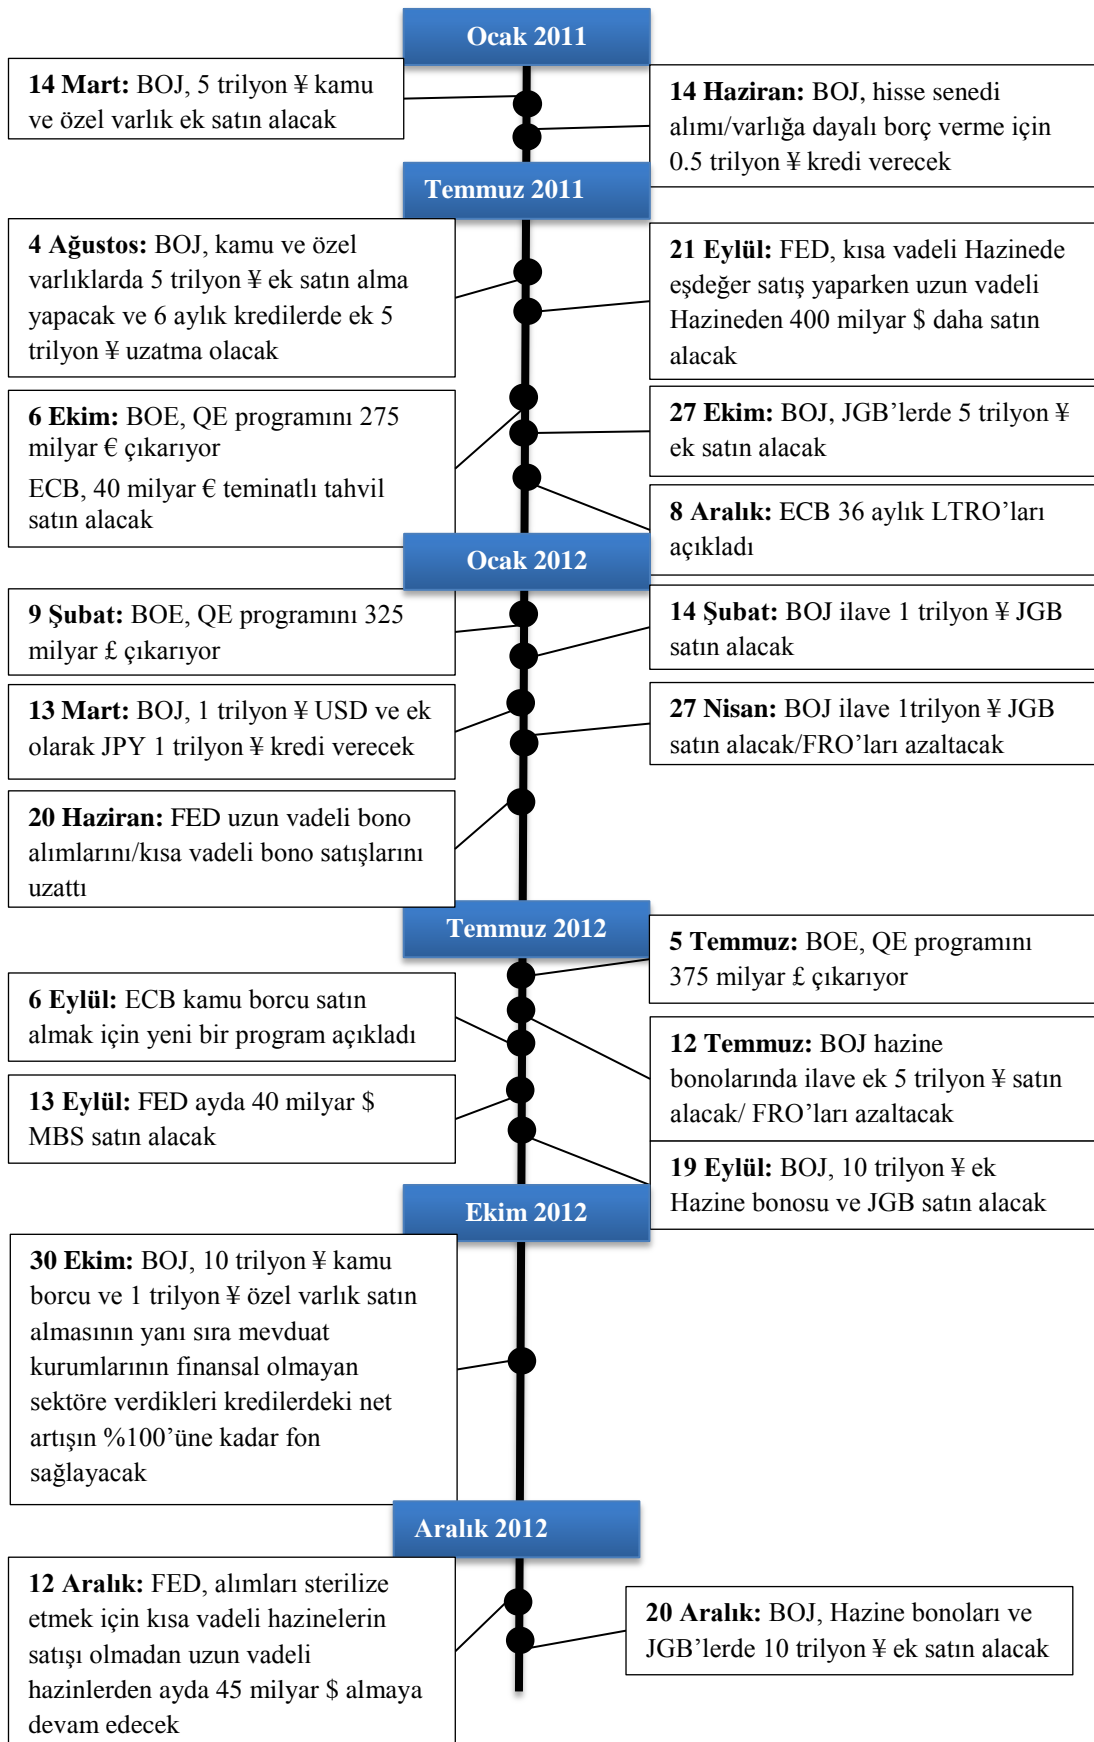 Ocak 2011
14 Mart: BOJ, 5 trilyon ¥ kamu
ve özel varlık ek satın alacak
14 Haziran: BOJ, hisse senedi
alımı/varlığa dayalı borç verme için
0.5 trilyon ¥ kredi verecek
Temmuz 2011
4 Ağustos: BOJ, kamu ve özel
varlıklarda 5 trilyon ¥ ek satın alma
yapacak ve 6 aylık kredilerde ek 5
trilyon ¥ uzatma olacak
21 Eylül: FED, kısa vadeli Hazinede
eşdeğer satış yaparken uzun vadeli
Hazineden 400 milyar $ daha satın
alacak
6 Ekim: BOE, QE programını 275
milyar € çıkarıyor
ECB, 40 milyar € teminatlı tahvil
satın alacak
27 Ekim: BOJ, JGB’lerde 5 trilyon ¥
ek satın alacak
8 Aralık: ECB 36 aylık LTRO’ları
açıkladı
Ocak 2012
9 Şubat: BOE, QE programını 325
milyar £ çıkarıyor
14 Şubat: BOJ ilave 1 trilyon ¥ JGB
satın alacak
13 Mart: BOJ, 1 trilyon ¥ USD ve ek
olarak JPY 1 trilyon ¥ kredi verecek
27 Nisan: BOJ ilave 1trilyon ¥ JGB
satın alacak/FRO’ları azaltacak
20 Haziran: FED uzun vadeli bono
alımlarını/kısa vadeli bono satışlarını
uzattı
Temmuz 2012
5 Temmuz: BOE, QE programını
375 milyar £ çıkarıyor
6 Eylül: ECB kamu borcu satın
almak için yeni bir program açıkladı
12 Temmuz: BOJ hazine
bonolarında ilave ek 5 trilyon ¥ satın
alacak/ FRO’ları azaltacak
13 Eylül: FED ayda 40 milyar $
MBS satın alacak
19 Eylül: BOJ, 10 trilyon ¥ ek
Hazine bonosu ve JGB satın alacak
Ekim 2012
30 Ekim: BOJ, 10 trilyon ¥ kamu
borcu ve 1 trilyon ¥ özel varlık satın
almasının yanı sıra mevduat
kurumlarının finansal olmayan
sektöre verdikleri kredilerdeki net
artışın %100’üne kadar fon
sağlayacak
Aralık 2012
12 Aralık: FED, alımları sterilize
etmek için kısa vadeli hazinelerin
satışı olmadan uzun vadeli
hazinlerden ayda 45 milyar $ almaya
devam edecek
20 Aralık: BOJ, Hazine bonoları ve
JGB’lerde 10 trilyon ¥ ek satın alacak